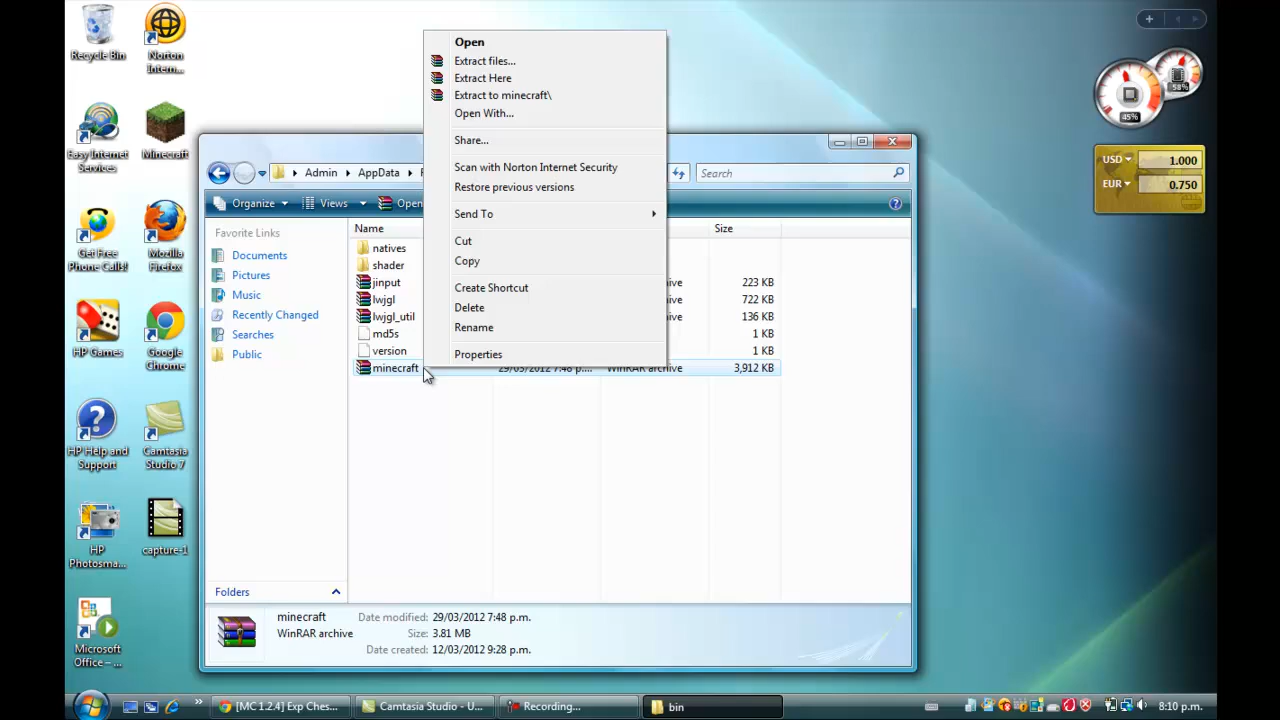 Recycle Bin
Norton
Intern...
Easy Internet
Services
Minecraft
Get Free
Phone Calls!
Mozilla
Firefox
HP Games
Google
Chrome
HP Help and
Support
Camtasia
Studio 7
HP
Photosma...
capture-1
Microsoft
Office – ...
Open
Extract files...
Extract Here
Extract to minecraft\
Open With...
Share...
Scan with Norton Internet Security
Restore previous versions
Send To
Cut
Copy
Create Shortcut
Delete
Rename
Properties
Admin
AppData
Search
Organize
Views
Open
Favorite Links
Documents
Pictures
Music
Recently Changed
Searches
Public
Folders
Name
Size
natives
shader
jinput
223 KB
lwjgl
722 KB
lwjgl_util
136 KB
md5s
1 KB
version
1 KB
minecraft
29/03/2012 7:48 p.m...
WinRAR archive
3,912 KB
minecraft
Date modified: 29/03/2012 7:48 p.m.
WinRAR archive
Size: 3.81 MB
Date created: 12/03/2012 9:28 p.m.
45%
58%
USD
1.000
EUR
0.750
[MC 1.2.4] Exp Ches...
Camtasia Studio - U...
Recording...
bin
8:10 p.m.